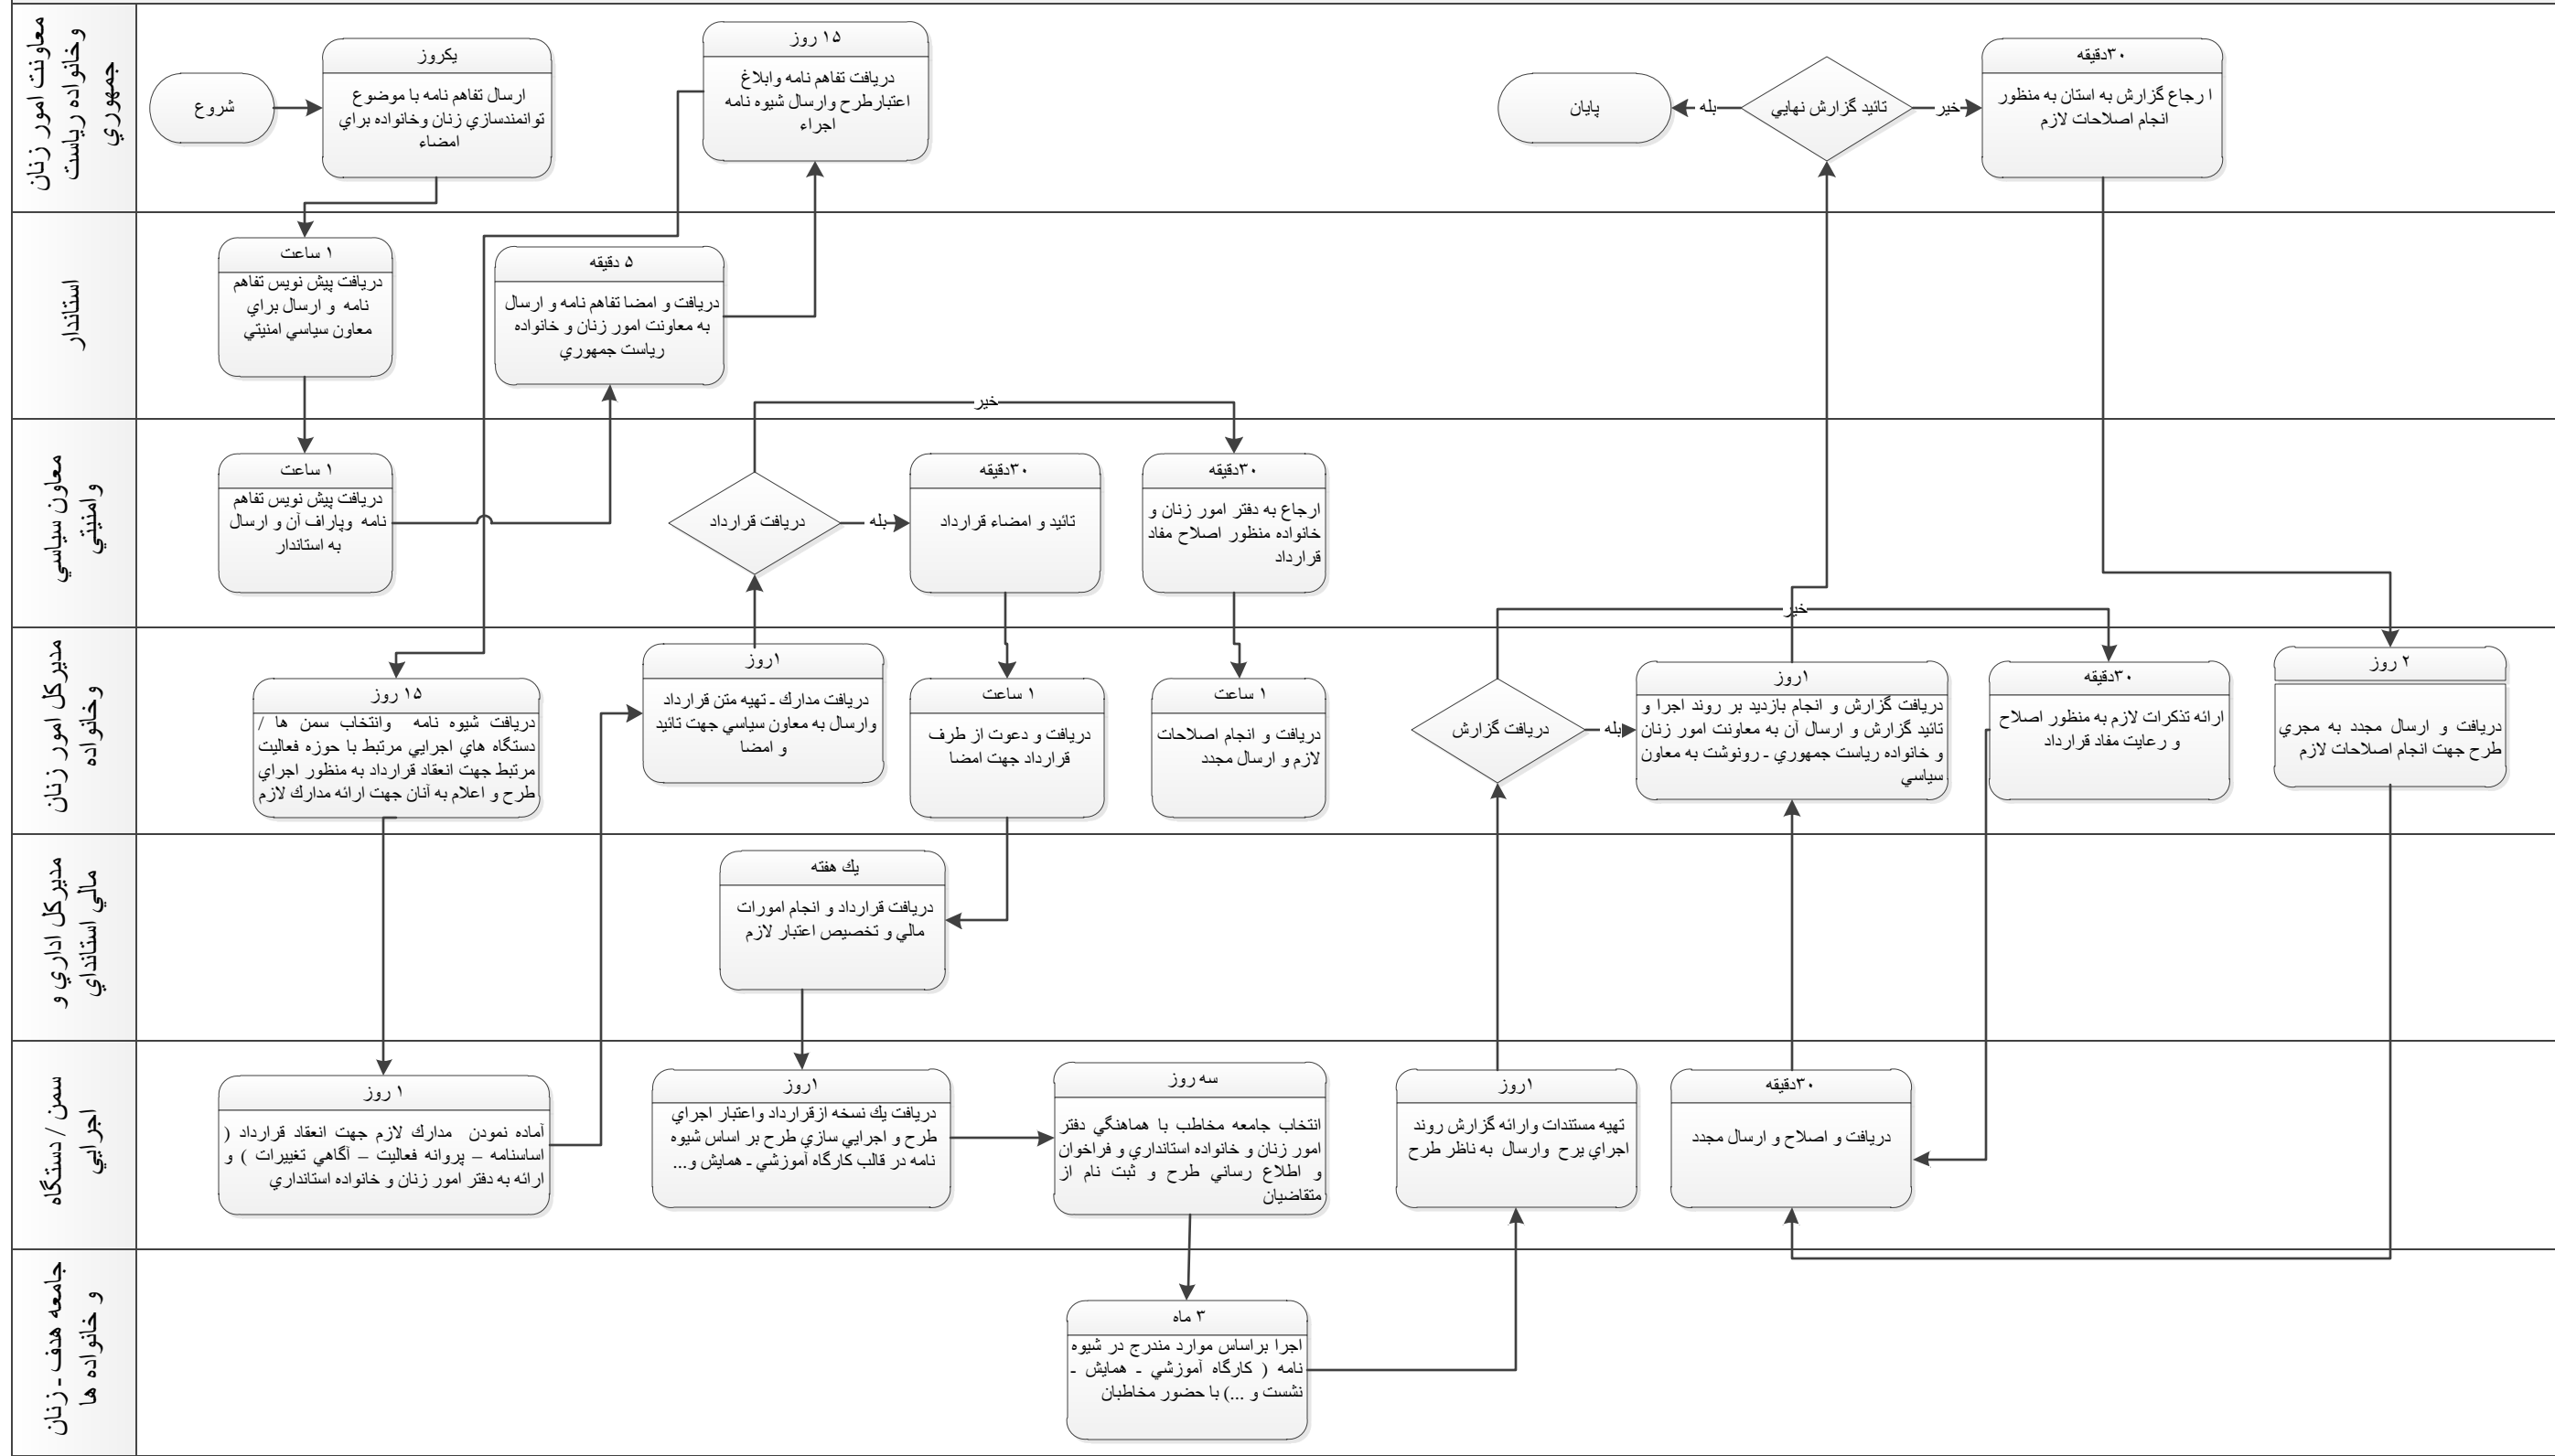 معاونت امور زنان
وخانواده رياست
جمهوري
شروع
يكروز
ارسال تفاهم نامه با موضوع
توانمندسازي زنان وخانواده براي
امضاء
۱۵ روز
دريافت تفاهم نامه وابلاغ
اعتبارطرح وارسال شيوه نامه
اجراء
پايان
بله
تائيد گزارش نهايي
خير
۳۰دقيقه
ا رجاع گزارش به استان به منظور
انجام اصلاحات لازم
استاندار
۱ ساعت
دريافت پيش نويس تفاهم
نامه و ارسال براي
معاون سياسي امنيتي
۵ دقيقه
دريافت و امضا تفاهم نامه و ارسال
به معاونت امور زنان و خانواده
رياست جمهوري
خير
معاون سياسي
وامنيتي
۱ ساعت
دريافت پيش نويس تفاهم
نامه وپاراف آن و ارسال
به استاندار
دريافت قرارداد
بله
۳۰دقيقه
تائيد و امضاء قرارداد
۳۰دقيقه
ارجاع به دفتر امور زنان و
خانواده منظور اصلاح مفاد
قرارداد
خير
مديركل امور زنان
وخانواده
۱۵ روز
دريافت شيوه نامه وانتخاب سمن ها /
دستگاه هاي اجرايي مرتبط با حوزه فعاليت
مرتبط جهت انعقاد قرارداد به منظور اجراي
طرح و اعلام به آنان جهت ارائه مدارك لازم
۱روز
دريافت مدارك ـ تهيه متن قرارداد
وارسال به معاون سياسي جهت تائيد
و امضا
۱ ساعت
دريافت و دعوت از طرف
قرارداد جهت امضا
۱ ساعت
دريافت و انجام اصلاحات
لازم و ارسال مجدد
دريافت گزارش
بله
۱روز
دريافت گزارش و انجام بازديد بر روند اجرا و
تائيد گزارش و ارسال آن به معاونت امور زنان
و خانواده رياست جمهوري ـ رونوشت به معاون
سياسي
۳۰دقيقه
ارائه تذكرات لازم به منظور اصلاح
و رعايت مفاد قرارداد
۲ روز
دريافت و ارسال مجدد به مجري
طرح جهت انجام اصلاحات لازم
مديركل اداري و
مالي استانداي
يك هفته
دريافت قرارداد و انجام امورات
مالي و تخصيص اعتبار لازم
سمن / دستگاه
اجرايي
۱ روز
آماده نمودن مدارك لازم جهت انعقاد قرارداد (
اساسنامه – پروانه فعاليت – آگاهي تغييرات ) و
ارائه به دفتر امور زنان و خانواده استانداري
۱روز
دريافت يك نسخه ازقرارداد واعتبار اجراي
طرح و اجرايي سازي طرح بر اساس شيوه
نامه در قالب كارگاه آموزشي ـ همايش و...
سه روز
انتخاب جامعه مخاطب با هماهنگي دفتر
امور زنان و خانواده استانداري و فراخوان
و اطلاع رساني طرح و ثبت نام از
متقاضيان
۱روز
تهيه مستندات وارائه گزارش روند
اجراي يرح وارسال به ناظر طرح
۳۰دقيقه
دريافت و اصلاح و ارسال مجدد
جامعه هدف ـ زنان
و خانواده ها
۳ ماه
اجرا براساس موارد مندرج در شيوه
نامه ( كارگاه آموزشي ـ همايش ـ
نشست و ...) با حضور مخاطبان